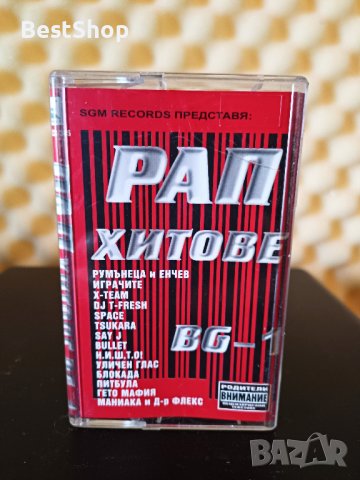 BestShop
SGM RECORDS ПРЕДСТАВЯ:
РАП
ХИТОВЕ
РУМЪНЕЦА и ЕНЧЕВ
ИГРАЧИТЕ
X-TEAM
DJ T-FRESH
SPACE
TSUKARA
SAY J
BULLET
Н.И.Ш.Т.О!
УЛИЧЕН ГЛАС
БЛОКАДА
ПИТБУЛА
ГЕТО МАФИЯ
МАНИАКА и Д-р ФЛЕКС
BG-1
РОДИТЕЛИ
ВНИМАНИЕ
BAZAR